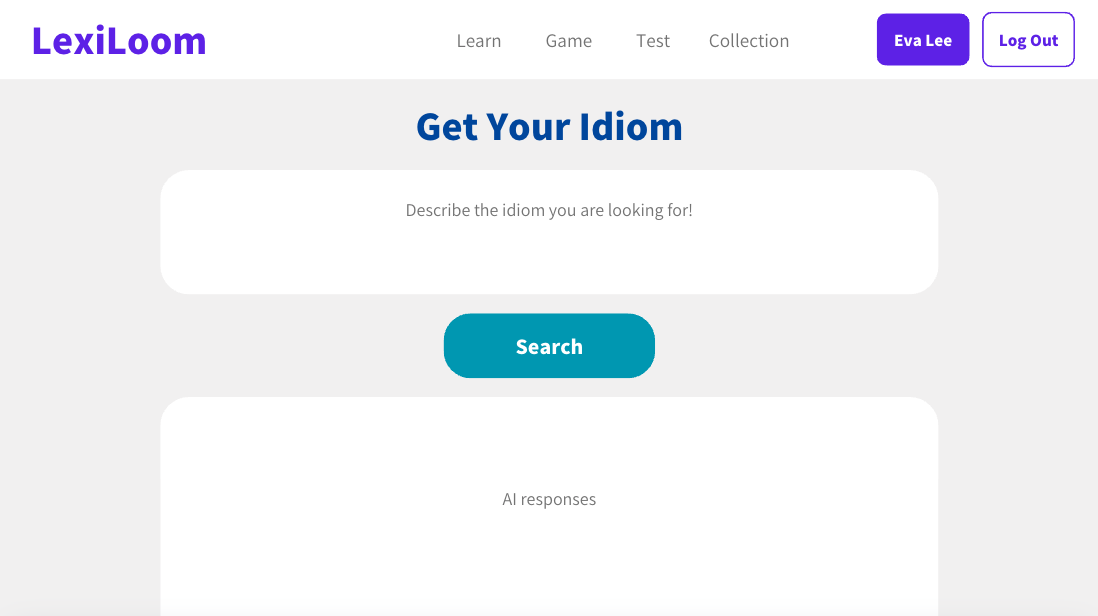 LexiLoom
Learn Game Test Collection
Eva Lee
Log Out
Get Your Idiom
Describe the idiom you are looking for!
Search
AI responses